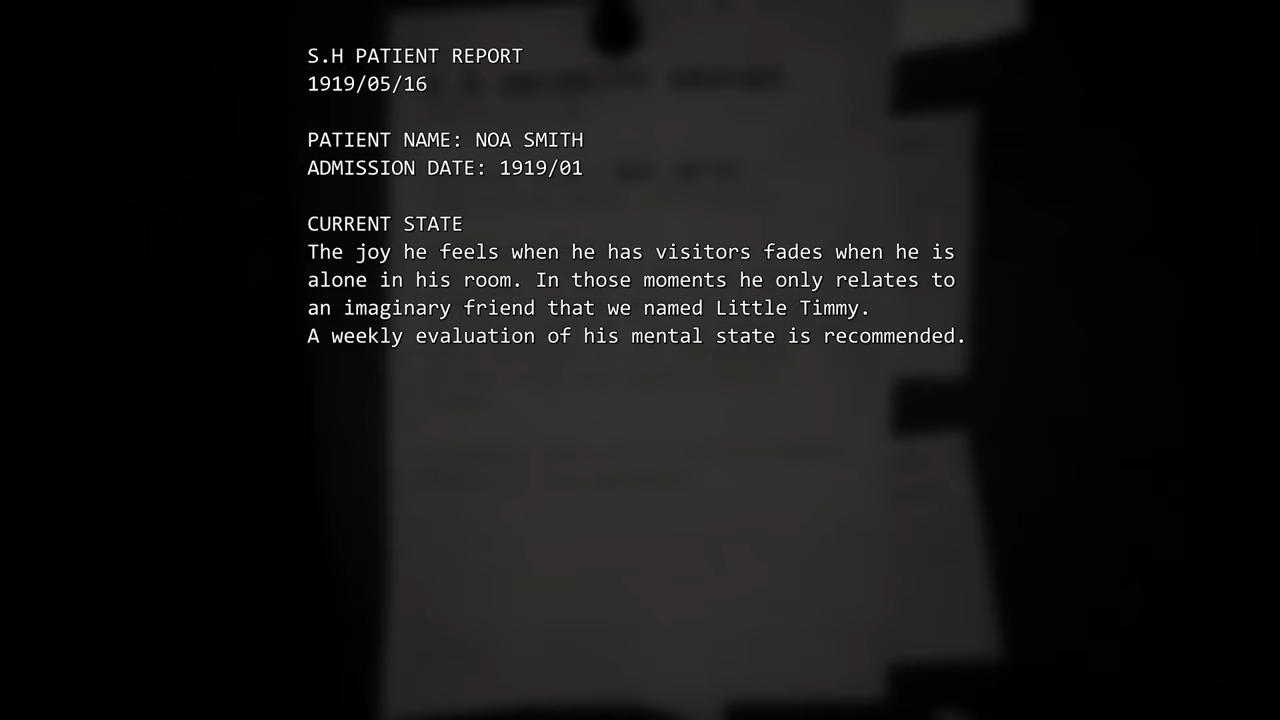 S.H PATIENT REPORT
1919/05/16
PATIENT NAME: NOA SMITH
ADMISSION DATE: 1919/01
CURRENT STATE
The joy he feels when he has visitors fades when he is
alone in his room. In those moments he only relates to
an imaginary friend that we named Little Timmy.
A weekly evaluation of his mental state is recommended.